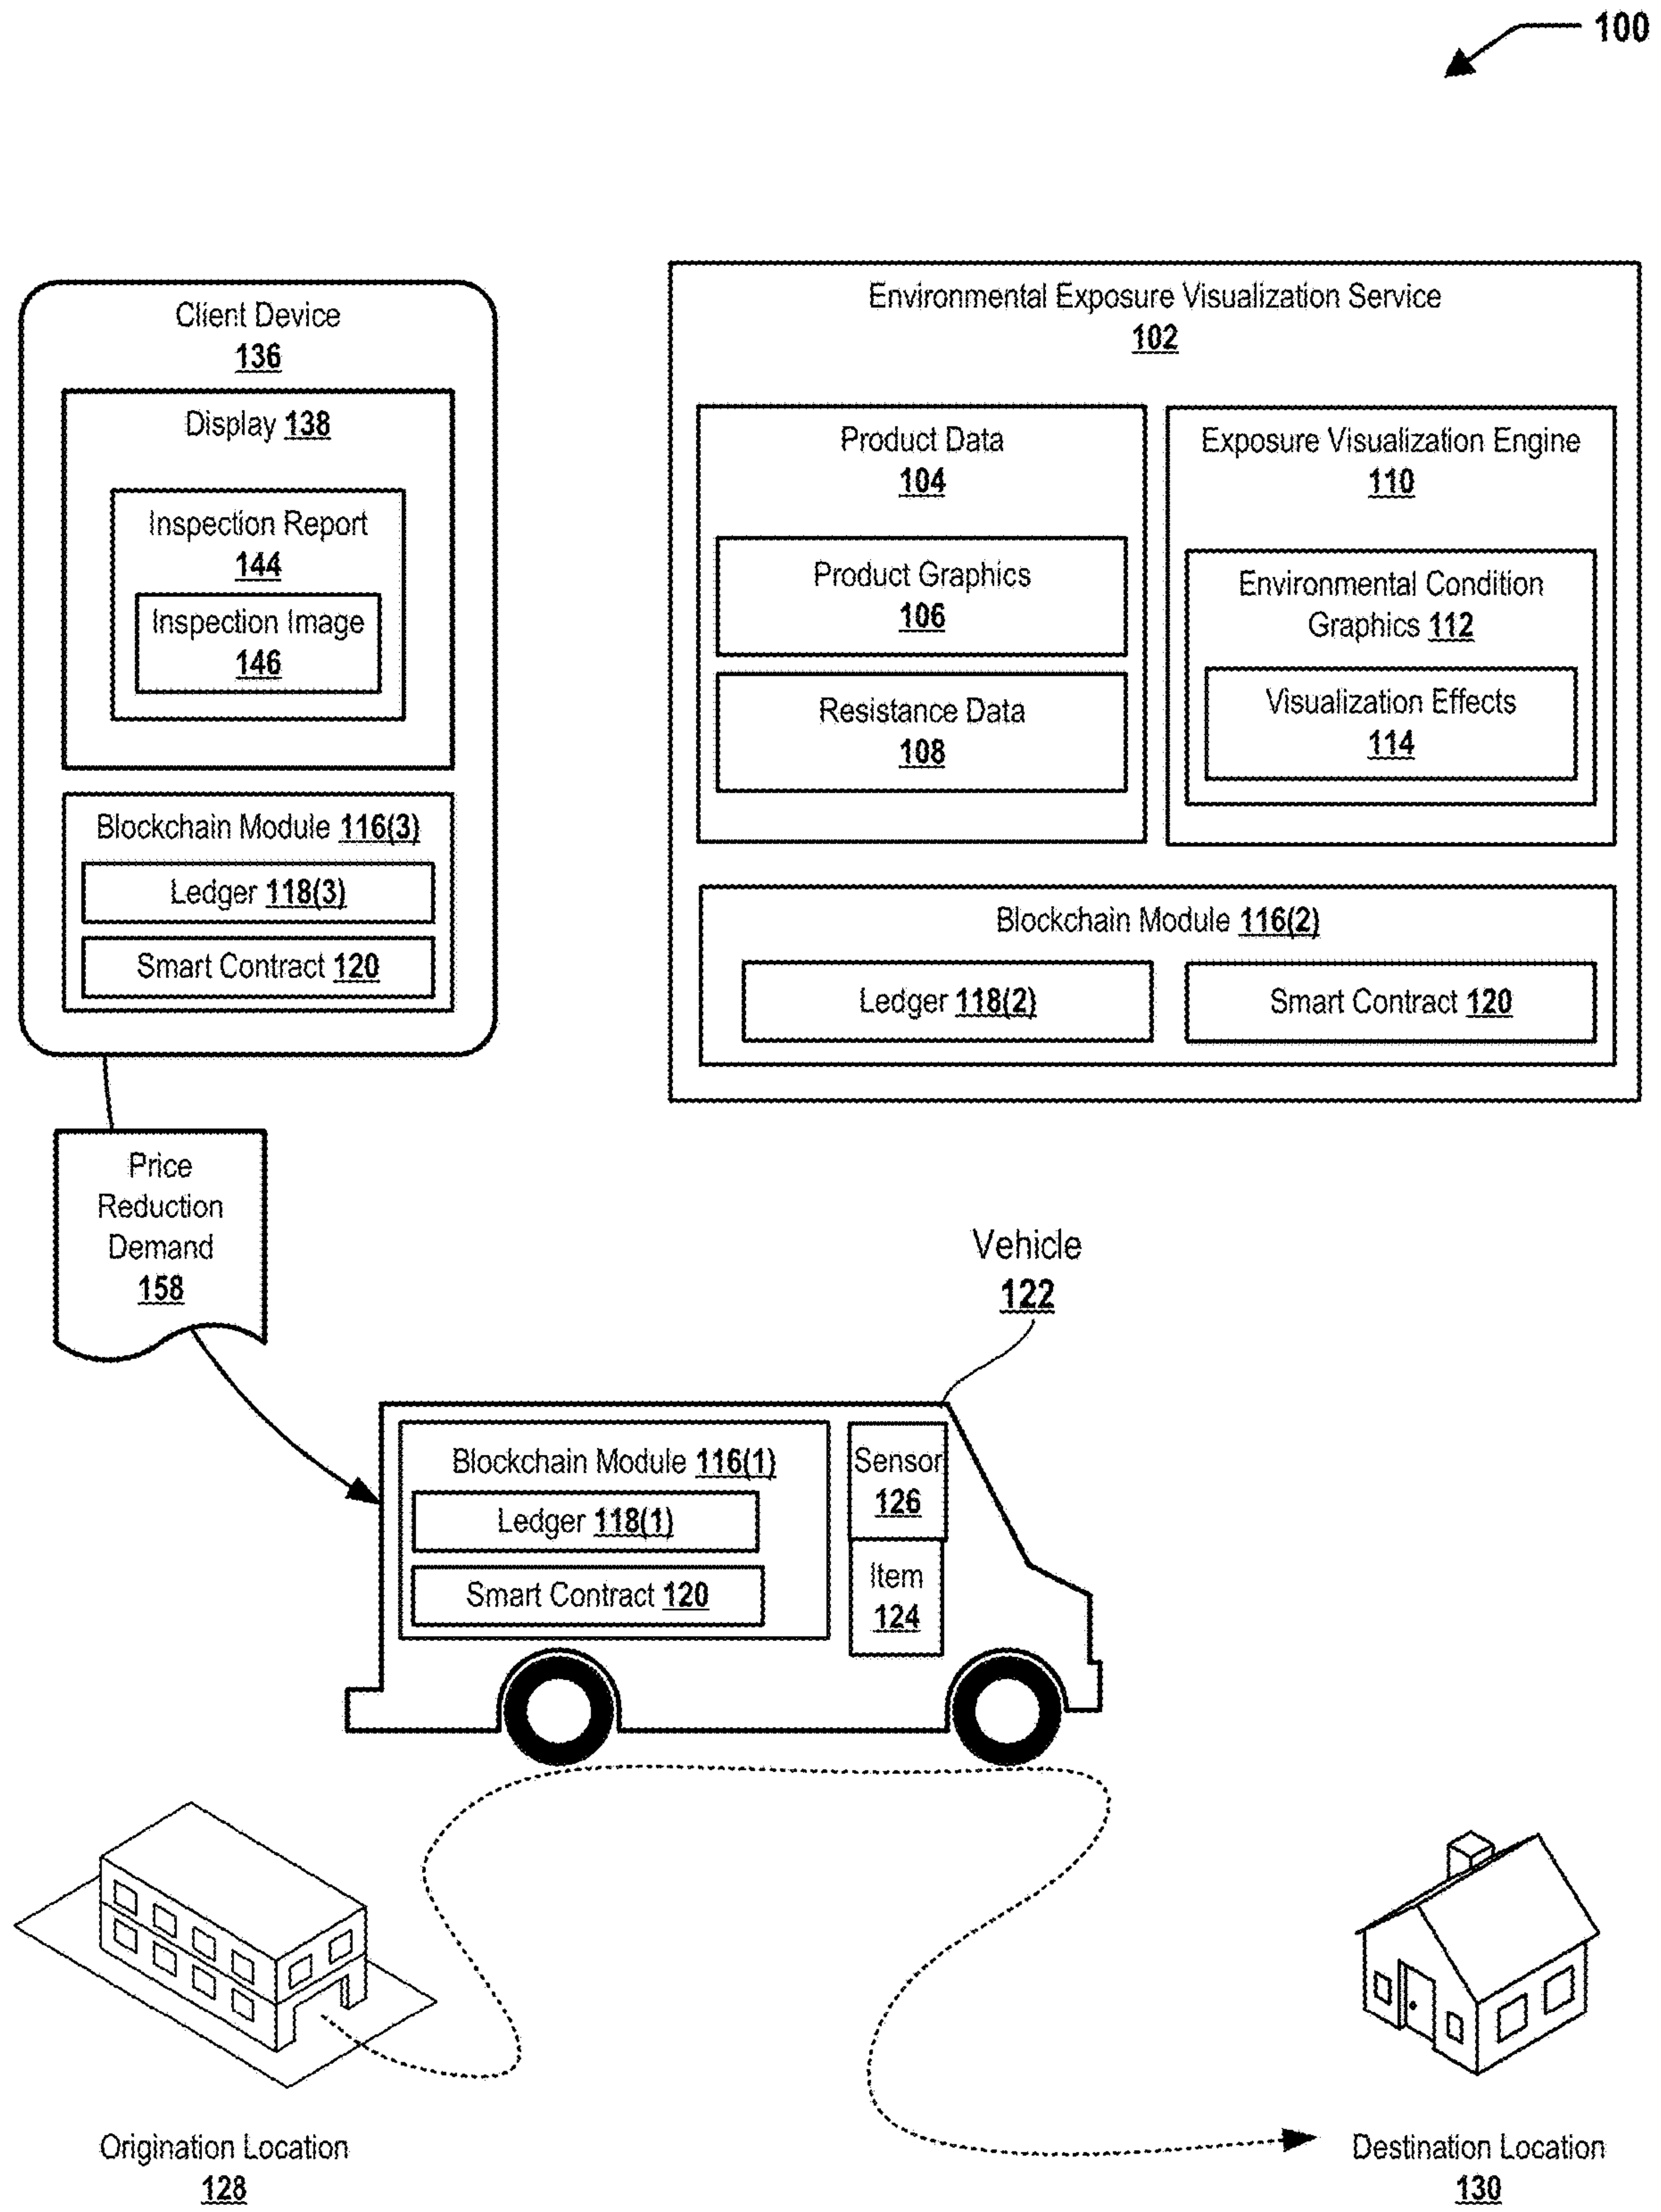 100
Client Device
136
Display 138
Inspection Report
144
Inspection Image
146
Blockchain Module 116(3)
Ledger 118(3)
Smart Contract 120
Environmental Exposure Visualization Service
102
Product Data
104
Product Graphics
106
Resistance Data
108
Exposure Visualization Engine
110
Environmental Condition
Graphics 112
Visualization Effects
114
Blockchain Module 116(2)
Ledger 118(2)
Smart Contract 120
Price
Reduction
Demand
158
Vehicle
122
Blockchain Module 116(1)
Ledger 118(1)
Smart Contract 120
Sensor
126
Item
124
Origination Location
128
Destination Location
130